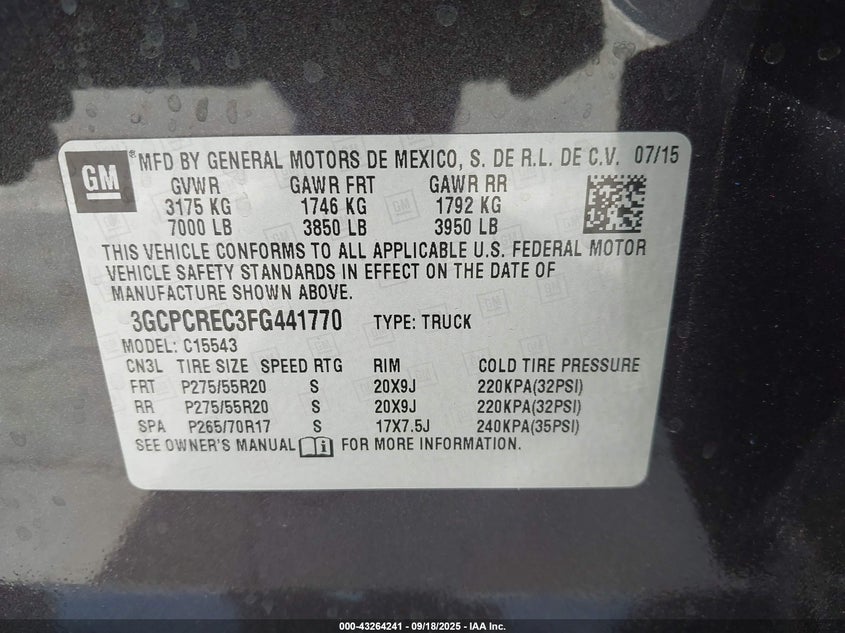 GM ® MFD BY GENERAL MOTORS DE MEXICO, S. DE R.L. DE C.V. 07/15
GVWR GAWR FRT GAWR RR
3175 KG 1746 KG 1792 KG
7000 LB 3850 LB 3950 LB
THIS VEHICLE CONFORMS TO ALL APPLICABLE U.S. FEDERAL MOTOR
VEHICLE SAFETY STANDARDS IN EFFECT ON THE DATE OF
MANUFACTURE SHOWN ABOVE.
3GCPCREC3FG441770 TYPE: TRUCK
MODEL: C15543
CN3L TIRE SIZE SPEED RTG RIM COLD TIRE PRESSURE
FRT P275/55R20 S 20X9J 220KPA(32PSI)
RR P275/55R20 S 20X9J 220KPA(32PSI)
SPA P265/70R17 S 17X7.5J 240KPA(35PSI)
SEE OWNER'S MANUAL i FOR MORE INFORMATION.
000-43264241 - 09/18/2025 - IAA Inc.